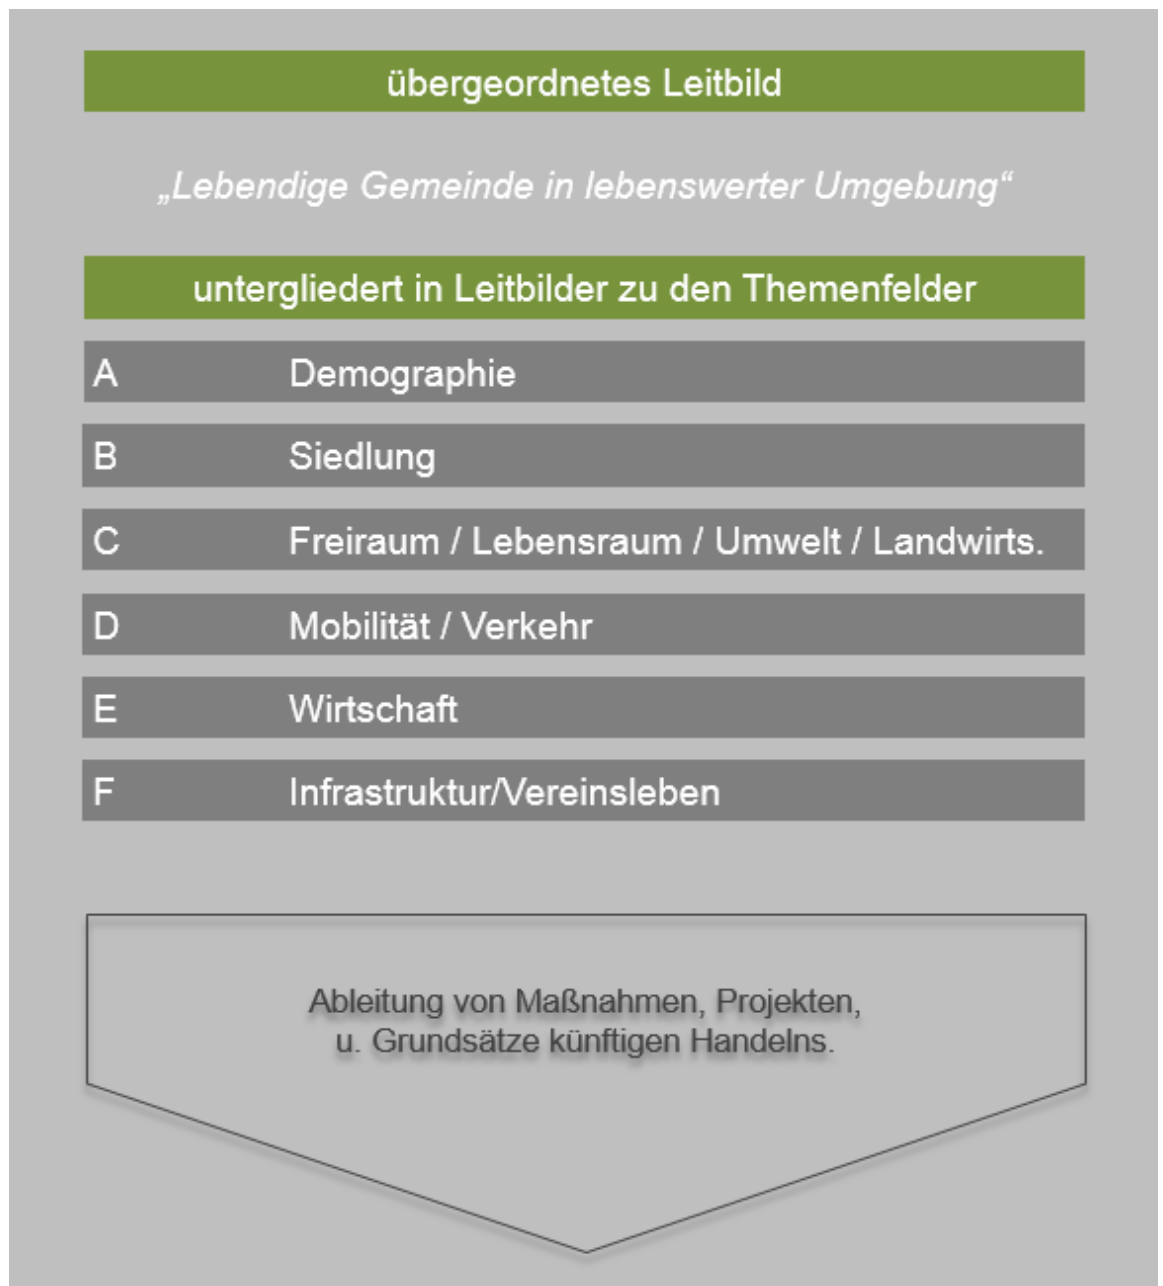 übergeordnetes Leitbild
„Lebendige Gemeinde in lebenswerter Umgebung“
untergliedert in Leitbilder zu den Themenfelder
A Demographie
B Siedlung
C Freiraum / Lebensraum / Umwelt / Landwirts.
D Mobilität / Verkehr
E Wirtschaft
F Infrastruktur/Vereinsleben
Ableitung von Maßnahmen, Projekten,
u. Grundsätze künftigen Handelns.